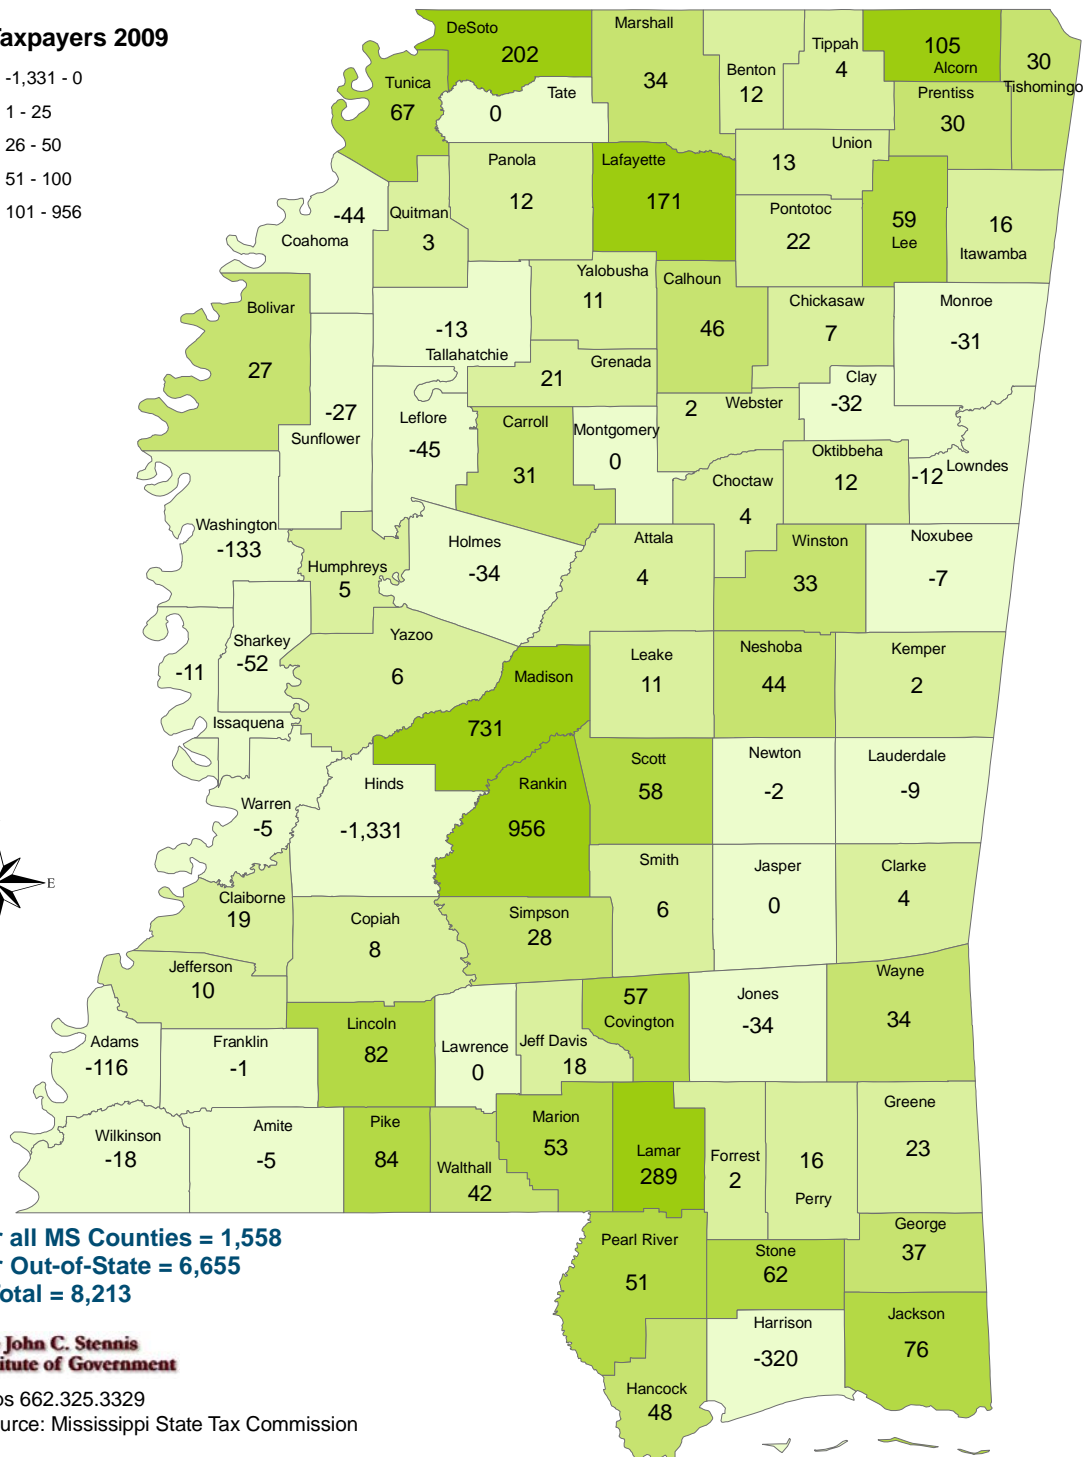 Taxpayers 2009
-1,331 - 0
1 - 25
26 - 50
51 - 100
101 - 956
DeSoto
202
Marshall
34
Benton
12
Tippah
4
105
Alcorn
30
Tishomingo
Prentiss
30
Tunica
67
Tate
0
Panola
12
Lafayette
171
Union
13
Pontotoc
22
59
Lee
16
Itawamba
-44
Coahoma
Quitman
3
Yalobusha
11
Calhoun
46
Chickasaw
7
Monroe
-31
Bolivar
27
-13
Tallahatchie
Grenada
21
-27
Sunflower
Leflore
-45
Carroll
31
Montgomery
0
2 Webster
Clay
-32
Oktibbeha
12
-12 Lowndes
Choctaw
4
Washington
-133
Humphreys
5
Holmes
-34
Attala
4
Winston
33
Noxubee
-7
Sharkey
-52
-11
Issaquena
Yazoo
6
Madison
731
Leake
11
Neshoba
44
Kemper
2
Warren
-5
Hinds
-1,331
Rankin
956
Scott
58
Newton
-2
Lauderdale
-9
E
Claiborne
19
Copiah
8
Simpson
28
Smith
6
Jasper
0
Clarke
4
Jefferson
10
Adams
-116
Franklin
-1
Lincoln
82
Lawrence
0
Jeff Davis
18
57
Covington
Jones
-34
Wayne
34
Wilkinson
-18
Amite
-5
Pike
84
Walthall
42
Marion
53
Lamar
289
Forrest
2
16
Perry
Greene
23
r all MS Counties = 1,558
r Out-of-State = 6,655
Total = 8,213
Pearl River
51
Stone
62
George
37
Hancock
48
Harrison
-320
Jackson
76
John C. Stennis
itute of Government
os 662.325.3329
urce: Mississippi State Tax Commission